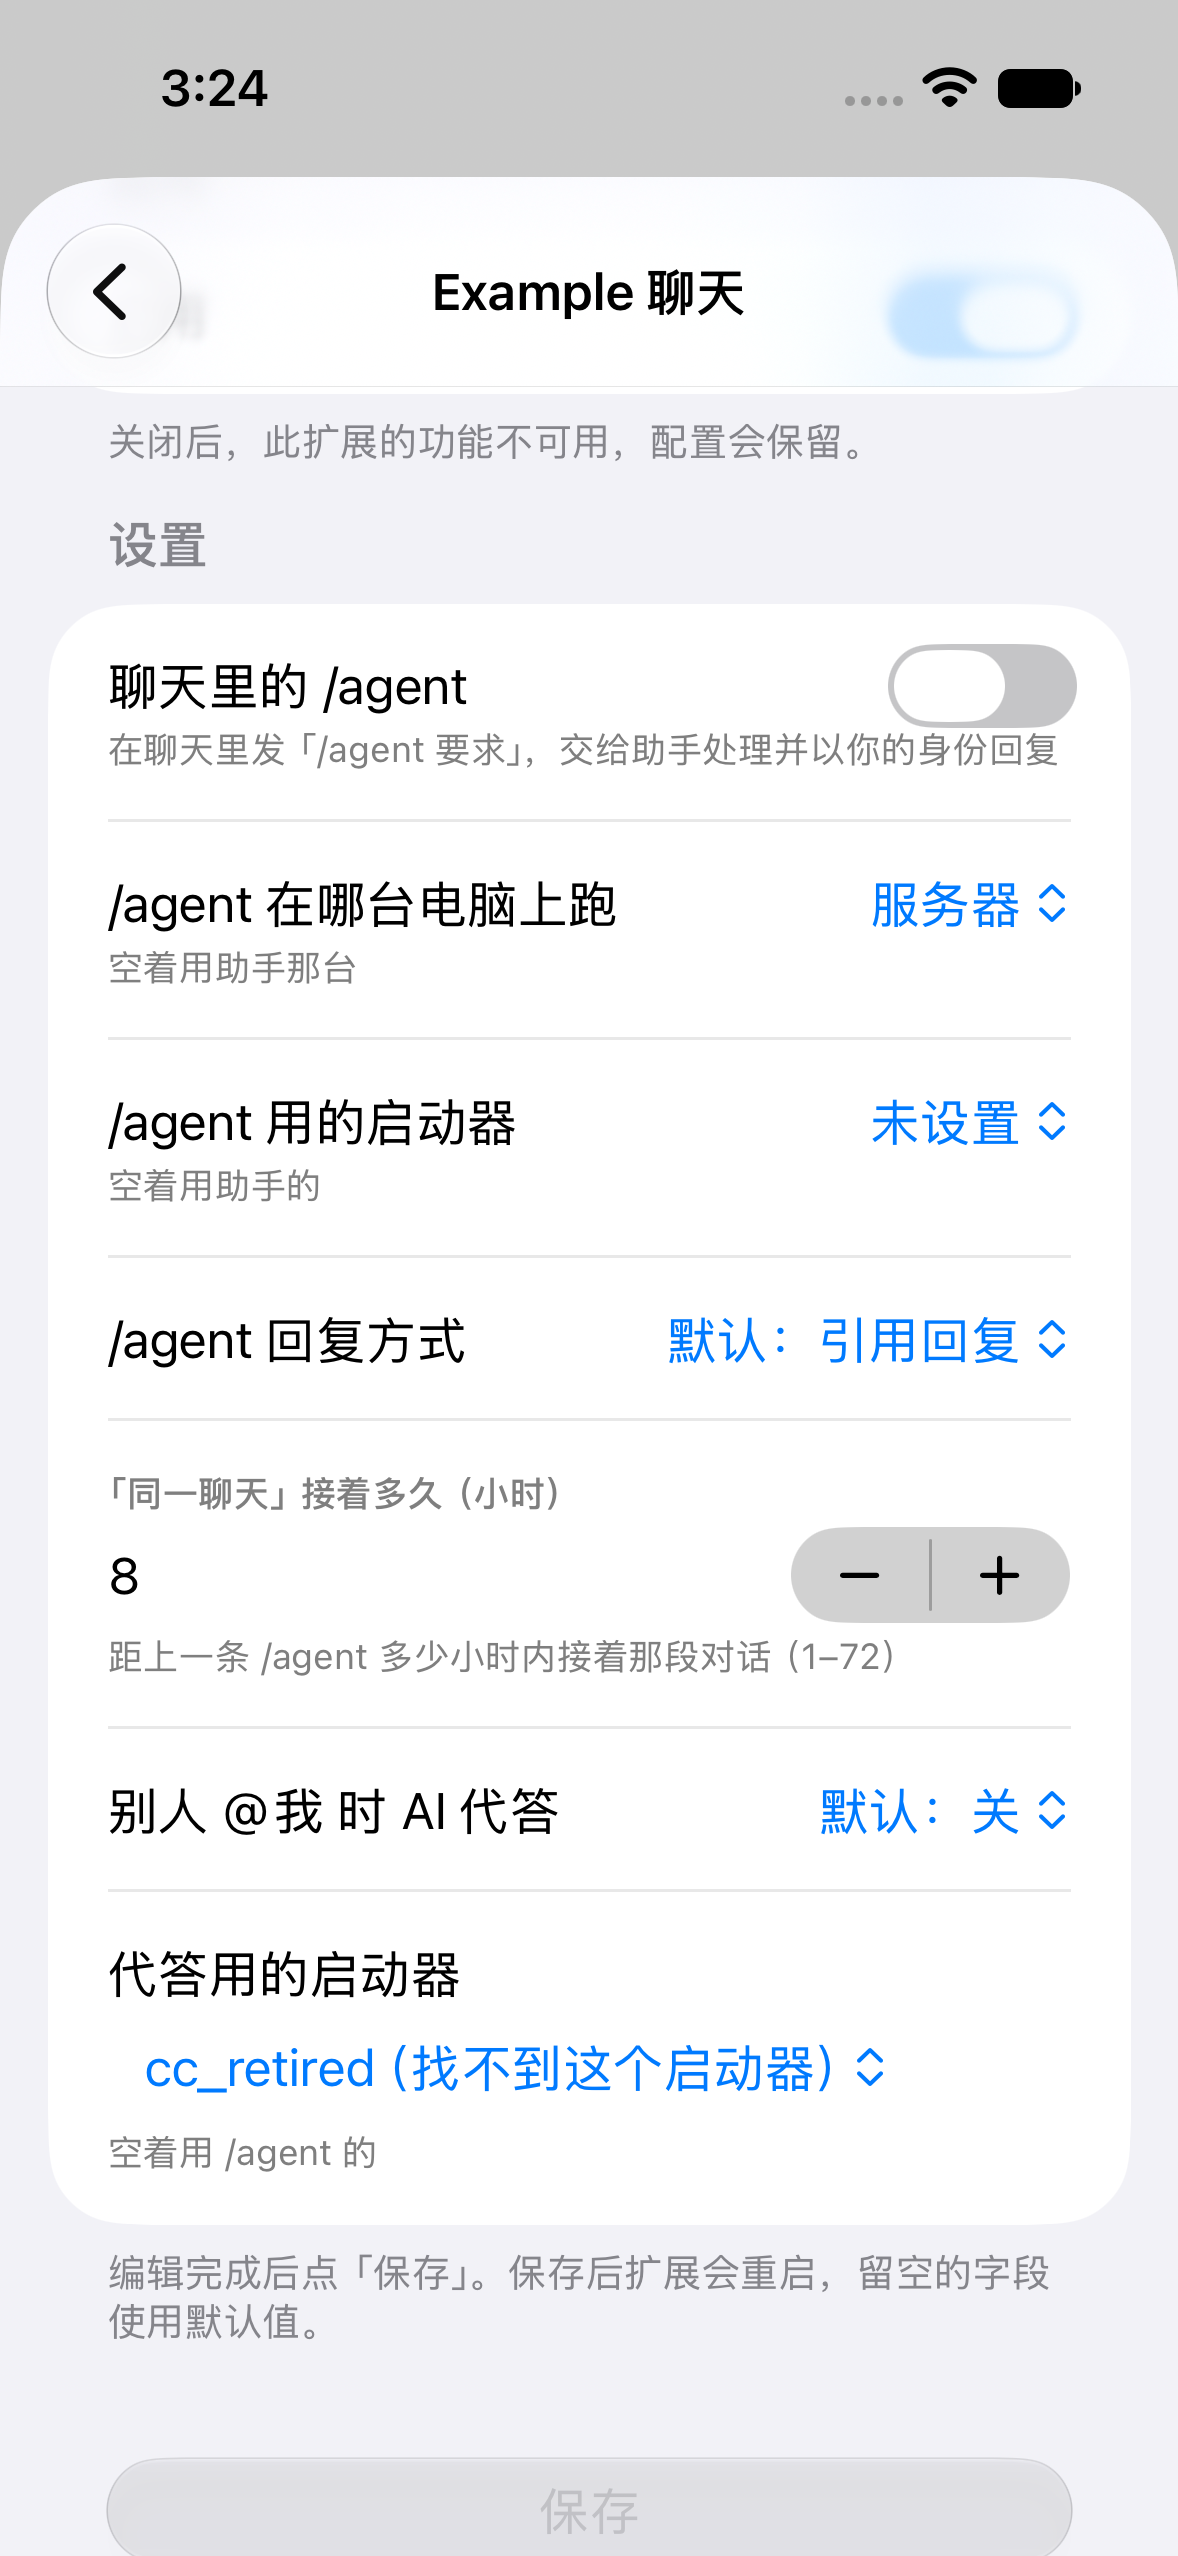 3:24
Example 聊天
关闭后，此扩展的功能不可用，配置会保留。
设置
聊天里的 /agent
在聊天里发「/agent 要求」，交给助手处理并以你的身份回复
/agent 在哪台电脑上跑
服务器
空着用助手那台
/agent 用的启动器
未设置
空着用助手的
/agent 回复方式
默认：引用回复
「同一聊天」接着多久（小时）
8
距上一条 /agent 多少小时内接着那段对话（1–72）
别人 @我 时 AI 代答
默认：关
代答用的启动器
cc_retired（找不到这个启动器）
空着用 /agent 的
编辑完成后点「保存」。保存后扩展会重启，留空的字段
使用默认值。
保存